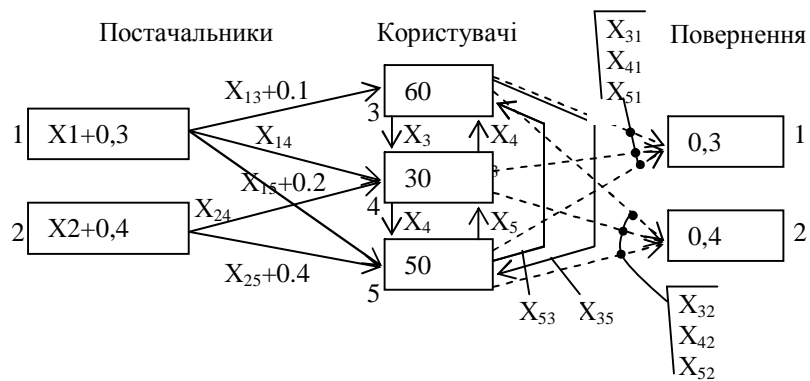 Постачальники
Користувачі
Повернення
X₃₁
X₄₁
X₅₁
X₁₃+0.1
60
3
X₃
X₄
1
X1+0,3
X₁₄
0,3
1
X₁₅+0.2
30
4
X₂₄
2
X2+0,4
X₄
X₅
0,4
2
50
X₂₅+0.4
5
X₅₃
X₃₅
X₃₂
X₄₂
X₅₂